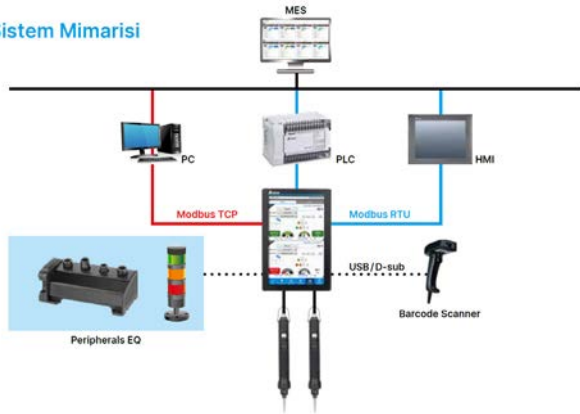 MES
Sistem Mimarisi
PC
PLC
HMI
Modbus TCP
Modbus RTU
USB/D-sub
Barcode Scanner
Peripherals EQ